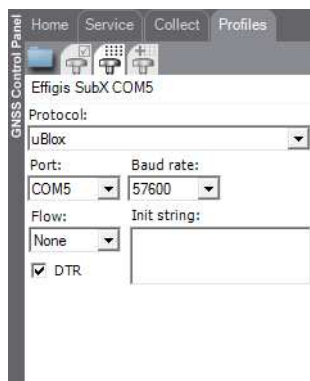 GNSS Control Panel
Home Service Collect Profiles
Effigis SubX COM5
Protocol:
uBlox
Port: Baud rate:
COM5 57600
Flow: Init string:
None
DTR